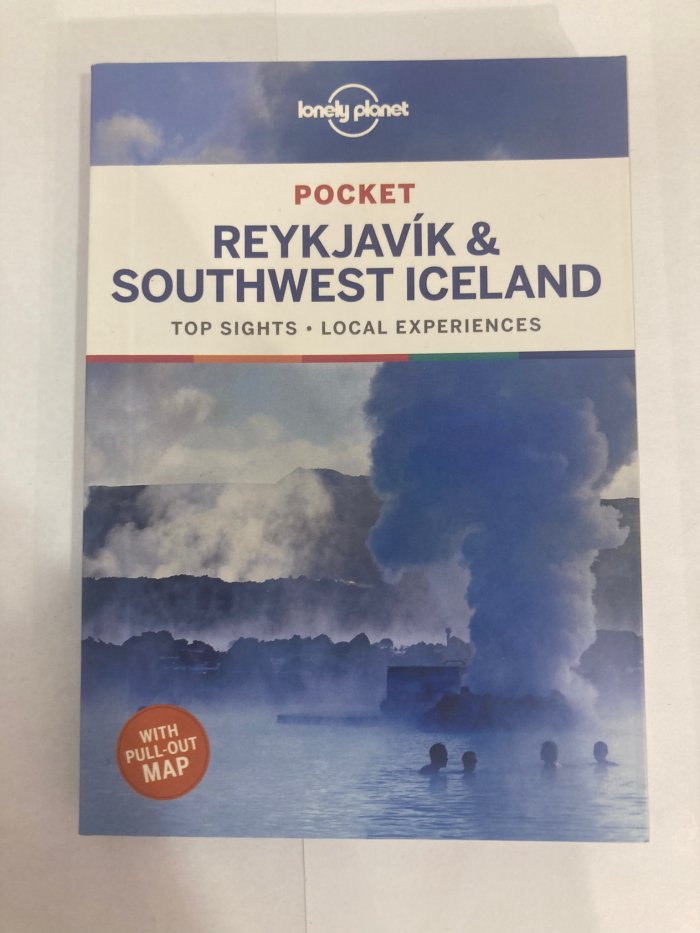 lonely planet
POCKET
REYKJAVÍK &
SOUTHWEST ICELAND
TOP SIGHTS • LOCAL EXPERIENCES
WITH
PULL-OUT
MAP